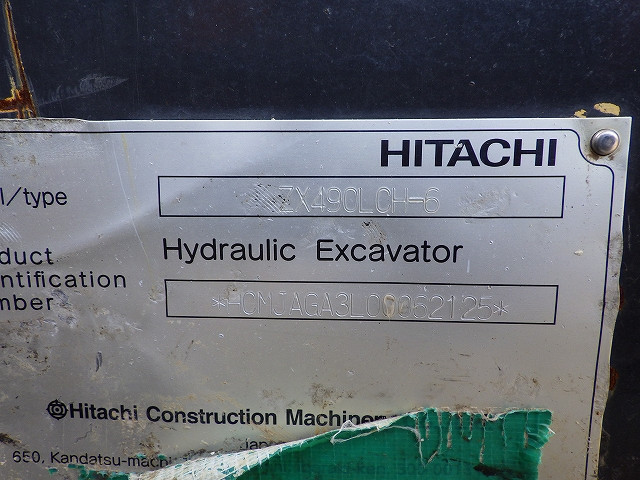 HITACHI
l/type
ZX490LCH-6
duct
Hydraulic Excavator
ntification
mber
*HCMJAGA3L00062125*
Hitachi Construction Machiner
650, Kandatsu-machi